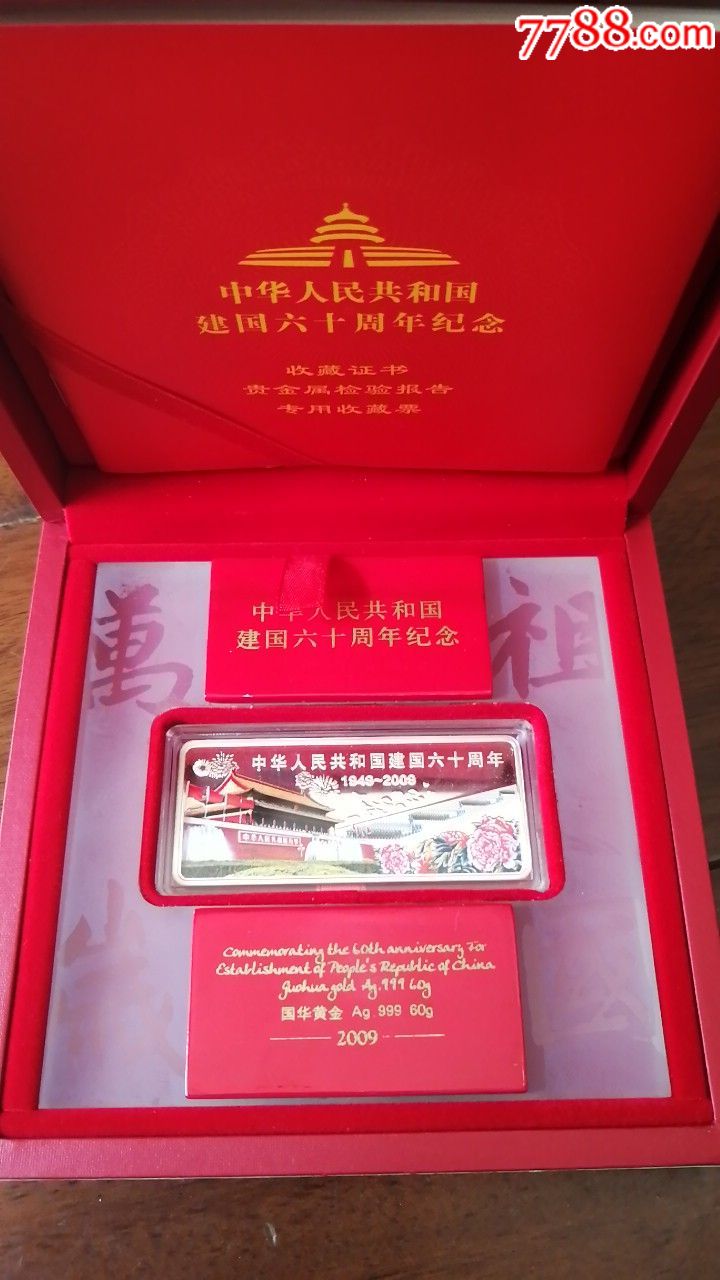 7788.com
中华人民共和国
建国六十周年纪念
收藏证书
贵金属检验报告
专用收藏票
中华人民共和国
建国六十周年纪念
萬 祖
中华人民共和国建国六十周年
1949~2009
歲 國
Commemorating the 60th anniversary For
Establishment of People's Republic of China
guohua gold Ag.999 60g
国华黄金 Ag 999 60g
2009